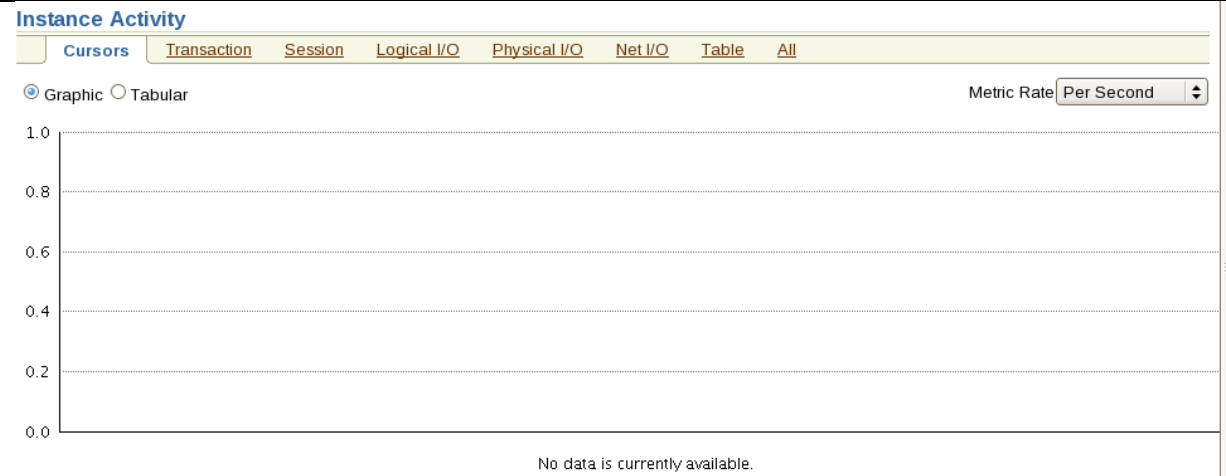 Instance Activity
Cursors Transaction Session Logical I/O Physical I/O Net I/O Table All
Graphic Tabular Metric Rate Per Second
1.0
0.8
0.6
0.4
0.2
0.0
No data is currently available.